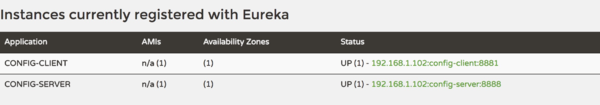 Instances currently registered with Eureka
Application AMIs Availability Zones Status
CONFIG-CLIENT n/a (1) (1) UP (1) - 192.168.1.102:config-client:8881
CONFIG-SERVER n/a (1) (1) UP (1) - 192.168.1.102:config-server:8888